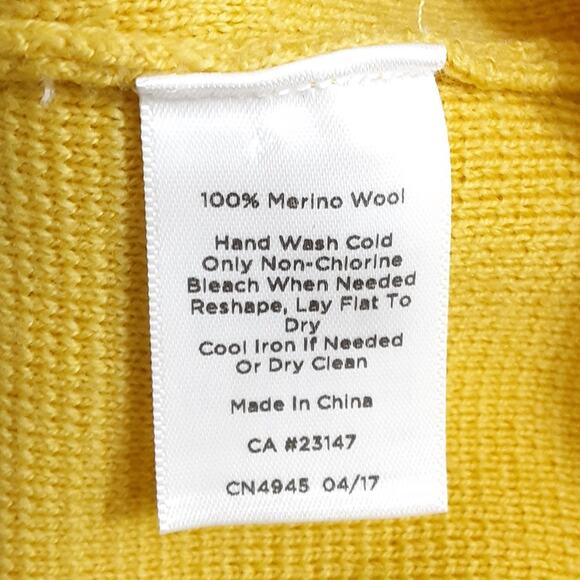 100% Merino Wool
Hand Wash Cold
Only Non-Chlorine
Bleach When Needed
Reshape, Lay Flat To
Dry
Cool Iron If Needed
Or Dry Clean
Made In China
CA #23147
CN4945 04/17